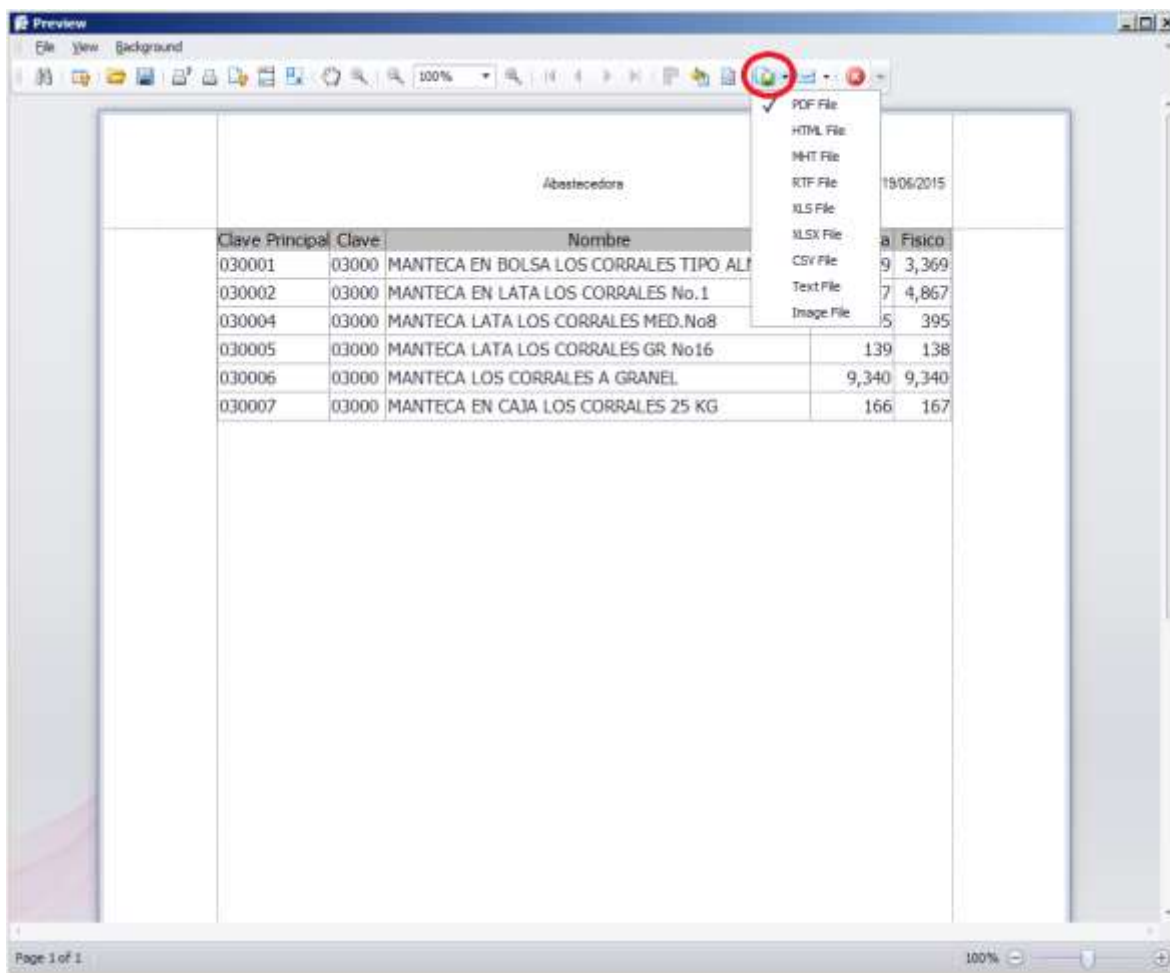 Preview
File View Background
100%
PDF File
HTML File
MHT File
RTF File
XLS File
XLSX File
CSV File
Text File
Image File
Abastecedora 19/06/2015
Clave Principal Clave Nombre a Fisico
030001 03000 MANTECA EN BOLSA LOS CORRALES TIPO 9 3,369
030002 03000 MANTECA EN LATA LOS CORRALES No.1 7 4,867
030004 03000 MANTECA LATA LOS CORRALES MED.No8 5 395
030005 03000 MANTECA LATA LOS CORRALES GR No16 139 138
030006 03000 MANTECA LOS CORRALES A GRANEL 9,340 9,340
030007 03000 MANTECA EN CAJA LOS CORRALES 25 KG 166 167
Page 1 of 1 100%